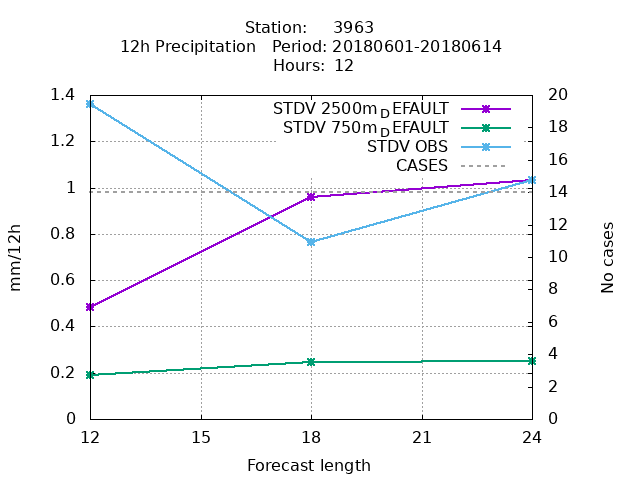 Station: 3963
12h Precipitation Period: 20180601-20180614
Hours: 12
STDV 2500m_DEFAULT
STDV 750m_DEFAULT
STDV OBS
CASES
mm/12h
1.4
1.2
1
0.8
0.6
0.4
0.2
0
20
18
16
14
12
10
8
6
4
2
0
No cases
12 15 18 21 24
Forecast length